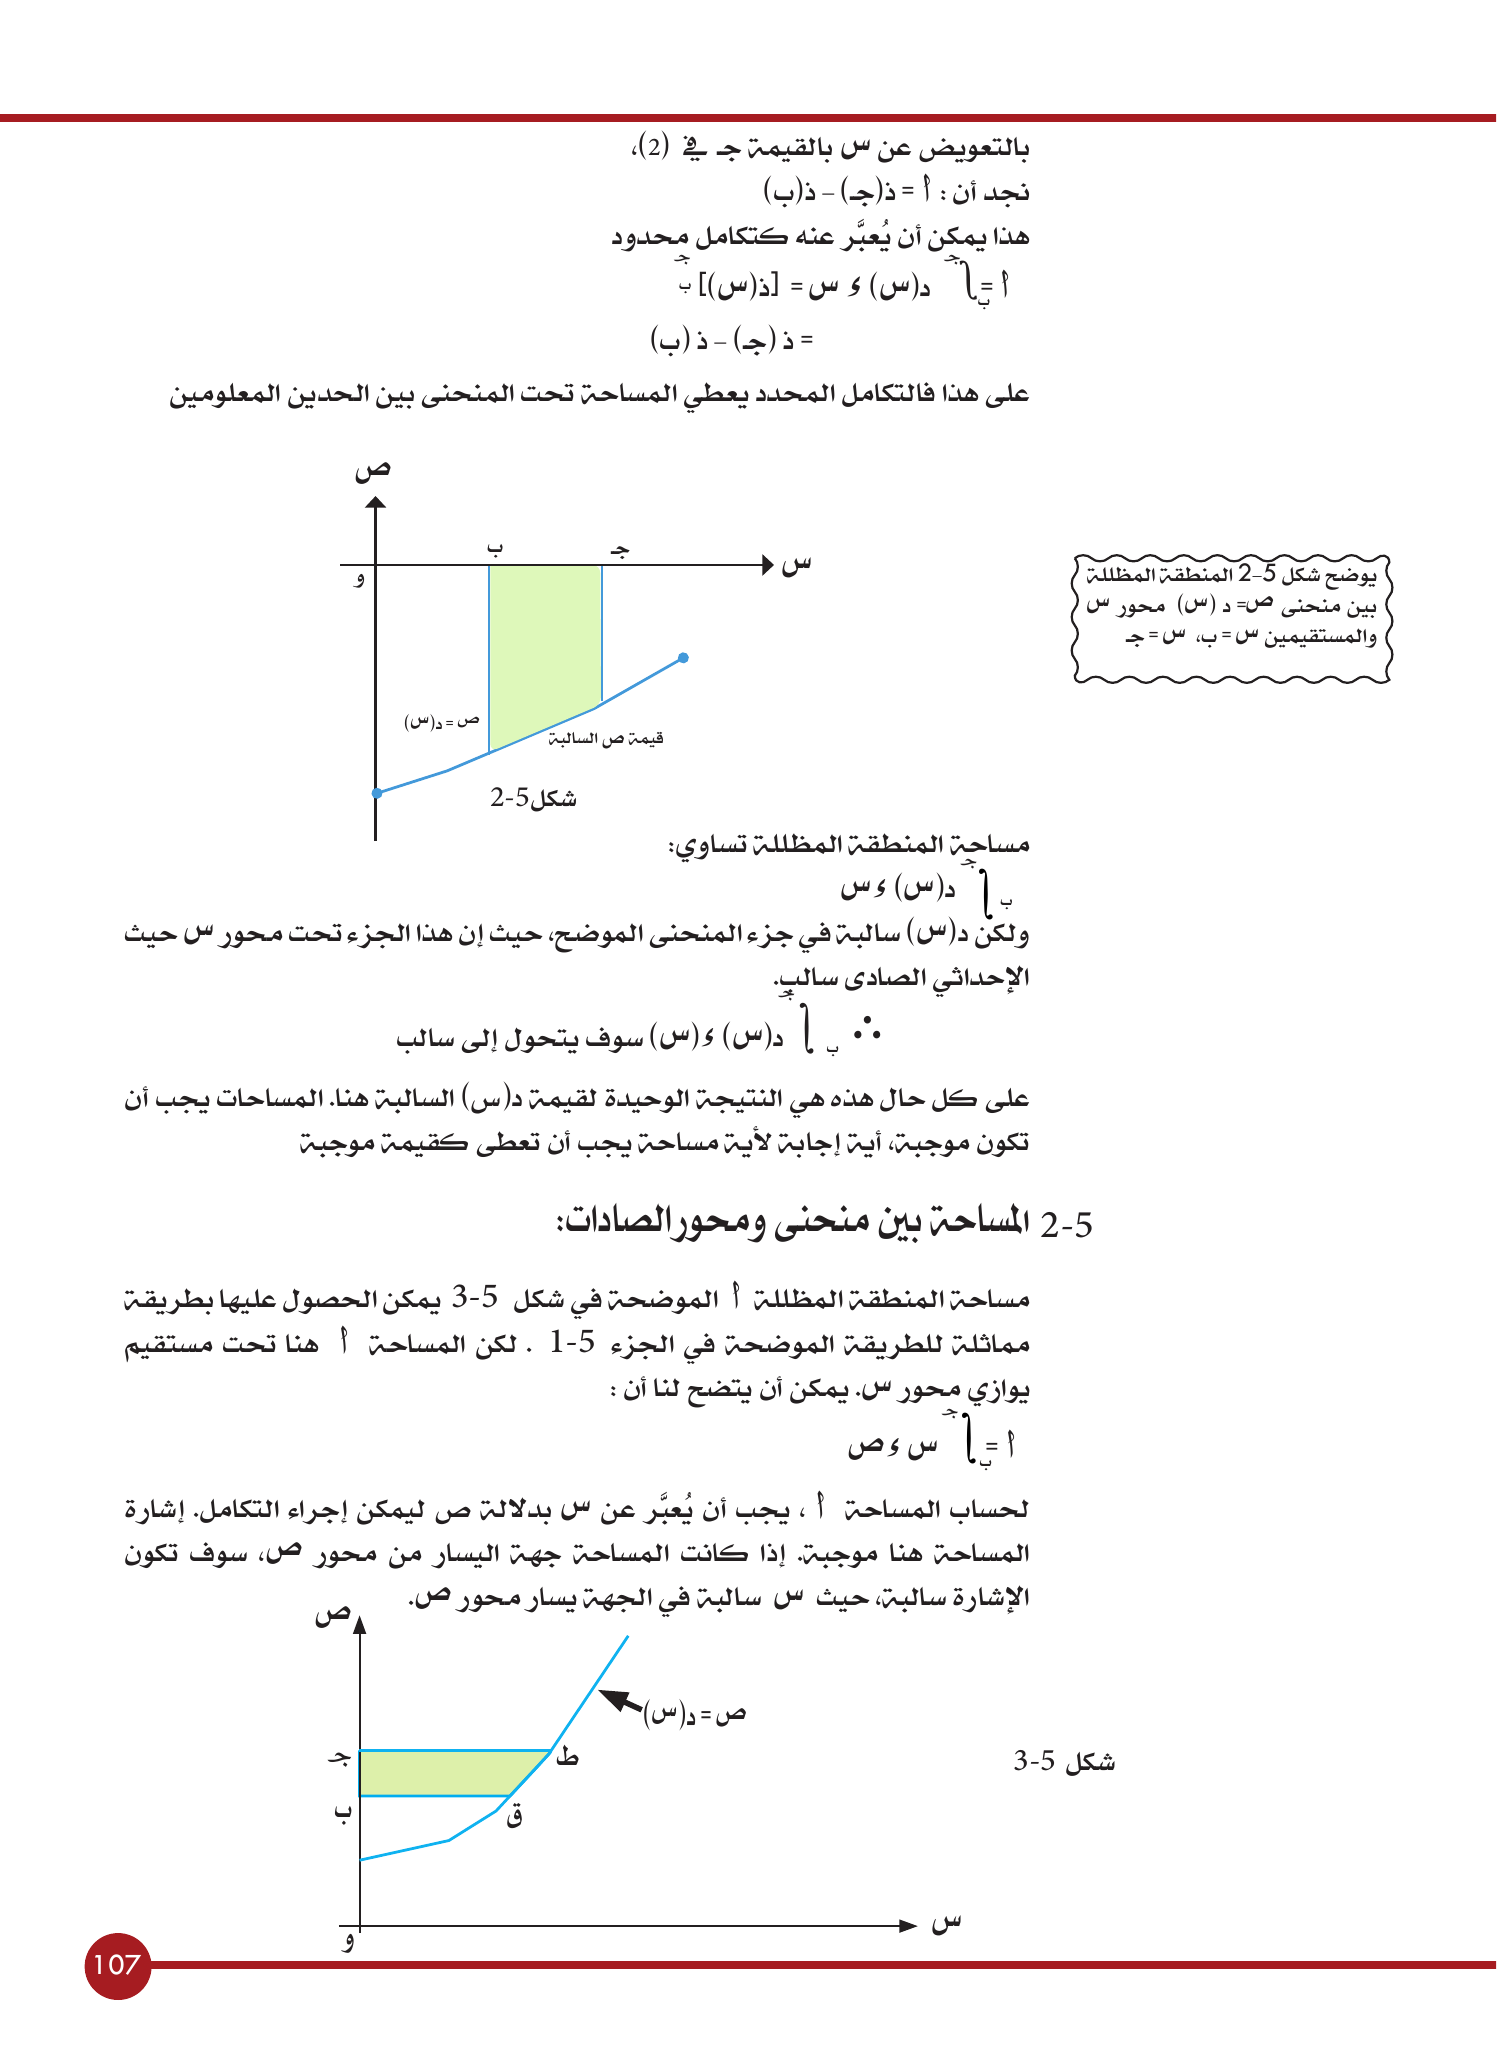 بالتعويض عن س بالقيمة جـ في (2)،
نجد أن : أ = ذ(جـ) – ذ(ب)
هذا يمكن أن يُعبَّر عنه كتكامل محدود
أ = ب∫جـ د(س) ء س = [ذ(س)]ب جـ
= ذ (جـ) – ذ (ب)
على هذا فالتكامل المحدد يعطي المساحة تحت المنحنى بين الحدين المعلومين
ص
ب
جـ
س
و
ص = د(س)
قيمة ص السالبة
شكل5-2
يوضح شكل 5–2 المنطقة المظللة
بين منحنى ص= د (س) محور س
والمستقيمين س = ب، س = جـ
مساحة المنطقة المظللة تساوي:
ب∫جـ د(س) ء س
ولكن د(س) سالبة في جزء المنحنى الموضح، حيث إن هذا الجزء تحت محور س حيث
الإحداثي الصادى سالب.
∴ ب∫جـ د(س) ء (س) سوف يتحول إلى سالب
على كل حال هذه هي النتيجة الوحيدة لقيمة د(س) السالبة هنا. المساحات يجب أن
تكون موجبة، أية إجابة لأية مساحة يجب أن تعطى كقيمة موجبة
2-5 المساحة بين منحنى ومحور الصادات:
مساحة المنطقة المظللة أ الموضحة في شكل 5-3 يمكن الحصول عليها بطريقة
مماثلة للطريقة الموضحة في الجزء 5-1 . لكن المساحة أ هنا تحت مستقيم
يوازي محور س. يمكن أن يتضح لنا أن :
أ = ب∫جـ س ء ص
لحساب المساحة أ ، يجب أن يُعبَّر عن س بدلالة ص ليمكن إجراء التكامل. إشارة
المساحة هنا موجبة. إذا كانت المساحة جهة اليسار من محور ص، سوف تكون
الإشارة سالبة، حيث س سالبة في الجهة يسار محور ص.
ص
ص = د(س)
جـ
ط
ب
ق
شكل 5-3
س
و
107